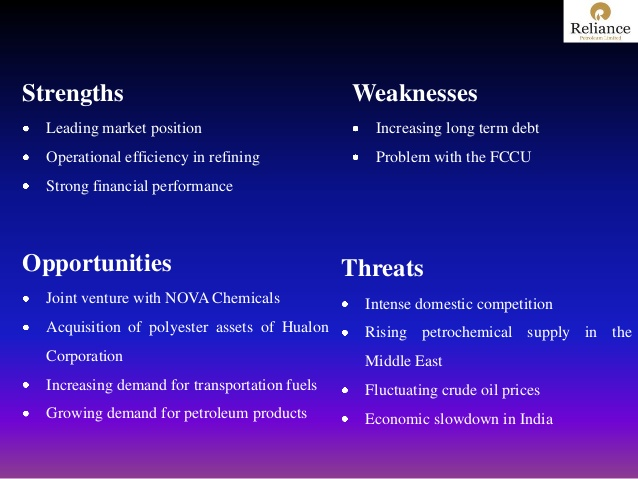 Reliance
Petroleum Limited
Strengths
• Leading market position
• Operational efficiency in refining
• Strong financial performance
Weaknesses
• Increasing long term debt
• Problem with the FCCU
Opportunities
• Joint venture with NOVA Chemicals
• Acquisition of polyester assets of Hualon
Corporation
• Increasing demand for transportation fuels
• Growing demand for petroleum products
Threats
• Intense domestic competition
• Rising petrochemical supply in the
Middle East
• Fluctuating crude oil prices
• Economic slowdown in India